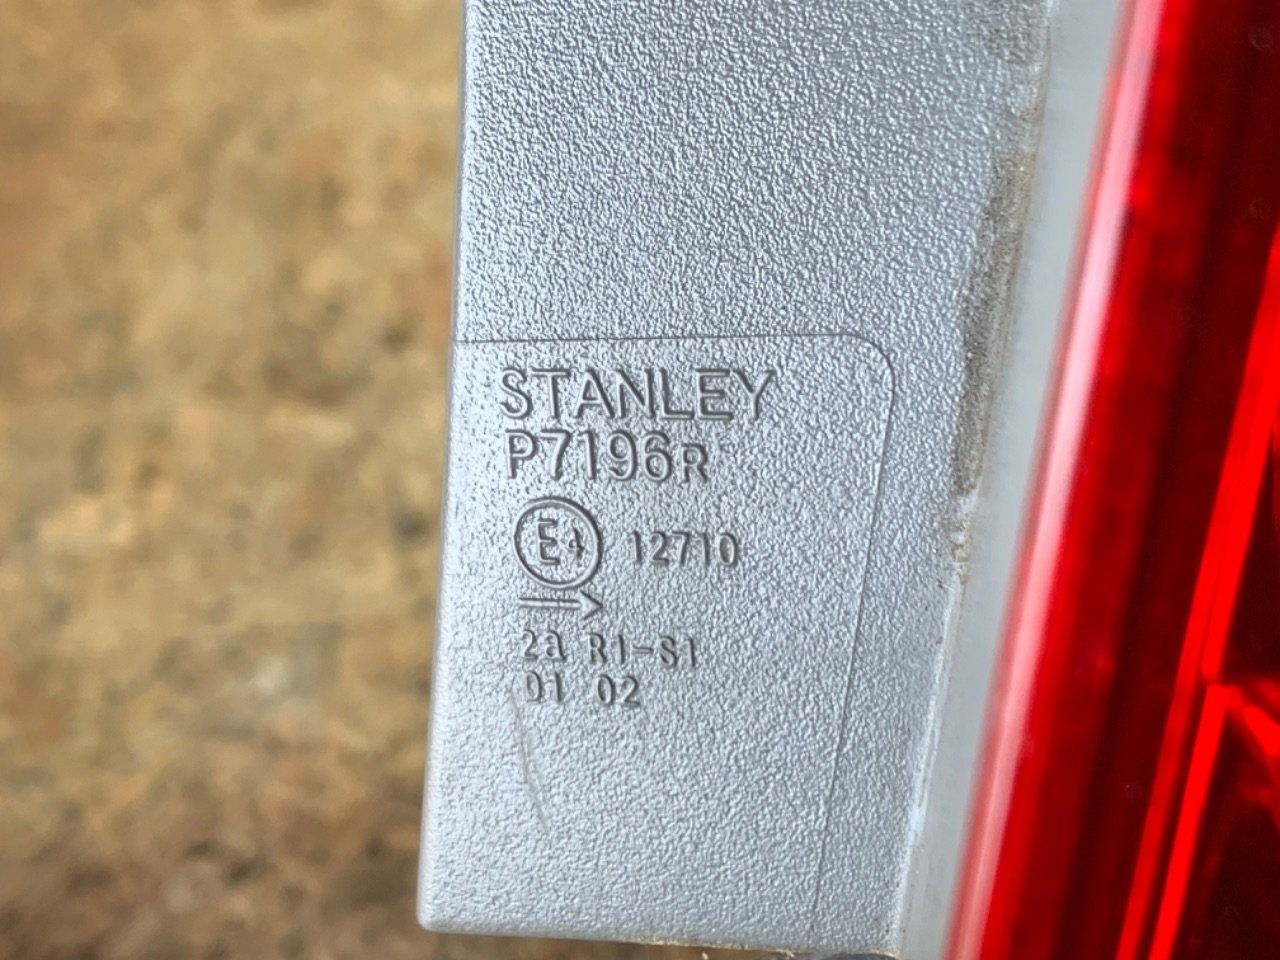 STANLEY
P7196R
E4 12710
→
2a R1-S1
01 02